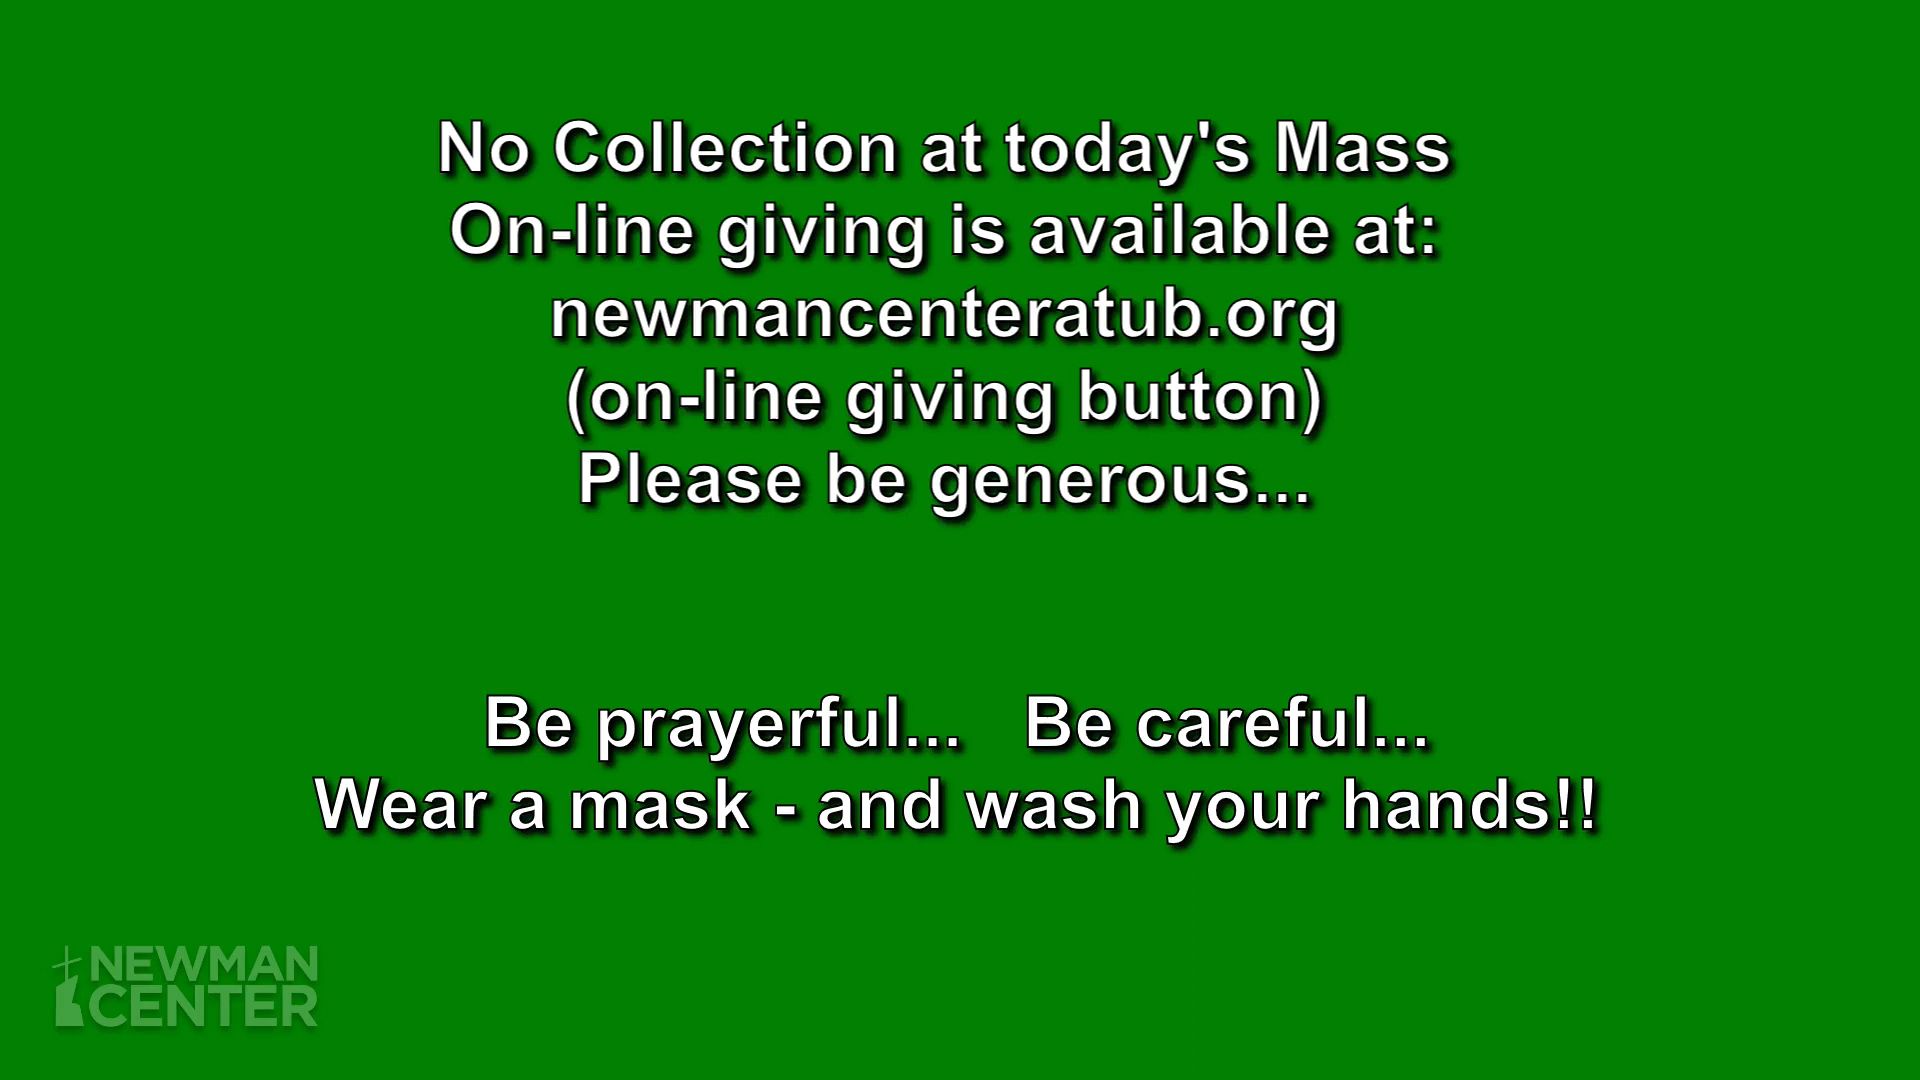 No Collection at today's Mass
On-line giving is available at:
newmancenteratub.org
(on-line giving button)
Please be generous...
Be prayerful...   Be careful...
Wear a mask - and wash your hands!!
NEWMAN
CENTER